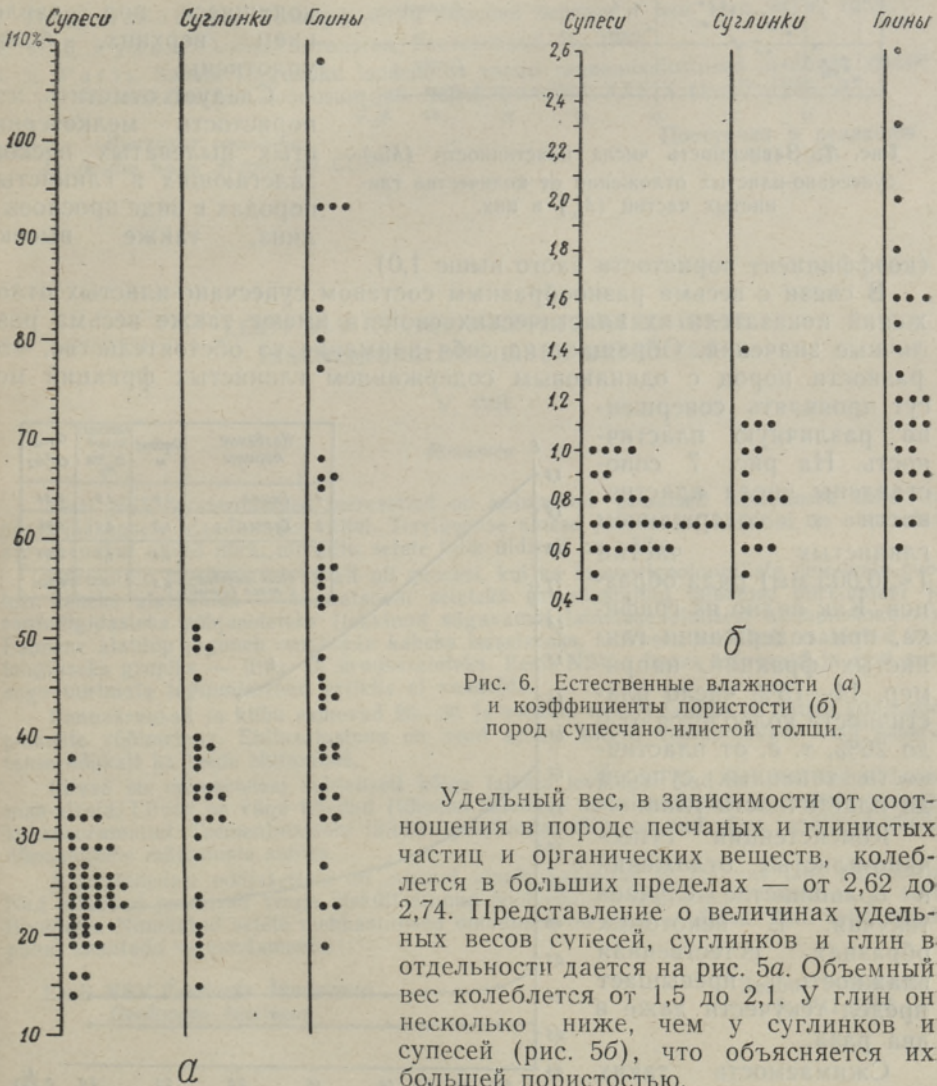 Супеси Суглинки Глины
110%
100
90
80
70
60
50
40
30
20
10
а
Супеси Суглинки Глины
2,6
2,4
2,2
2,0
1,8
1,6
1,4
1,2
1,0
0,8
0,6
0,4
б
Рис. 6. Естественные влажности (а)
и коэффициенты пористости (б)
пород супесчано-илистой толщи.
Удельный вес, в зависимости от соот-
ношения в породе песчаных и глинистых
частиц и органических веществ, колеб-
лется в больших пределах — от 2,62 до
2,74. Представление о величинах удель-
ных весов супесей, суглинков и глин в
отдельности дается на рис. 5а. Объемный
вес колеблется от 1,5 до 2,1. У глин он
несколько ниже, чем у суглинков и
супесей (рис. 5б), что объясняется их
большей пористостью.